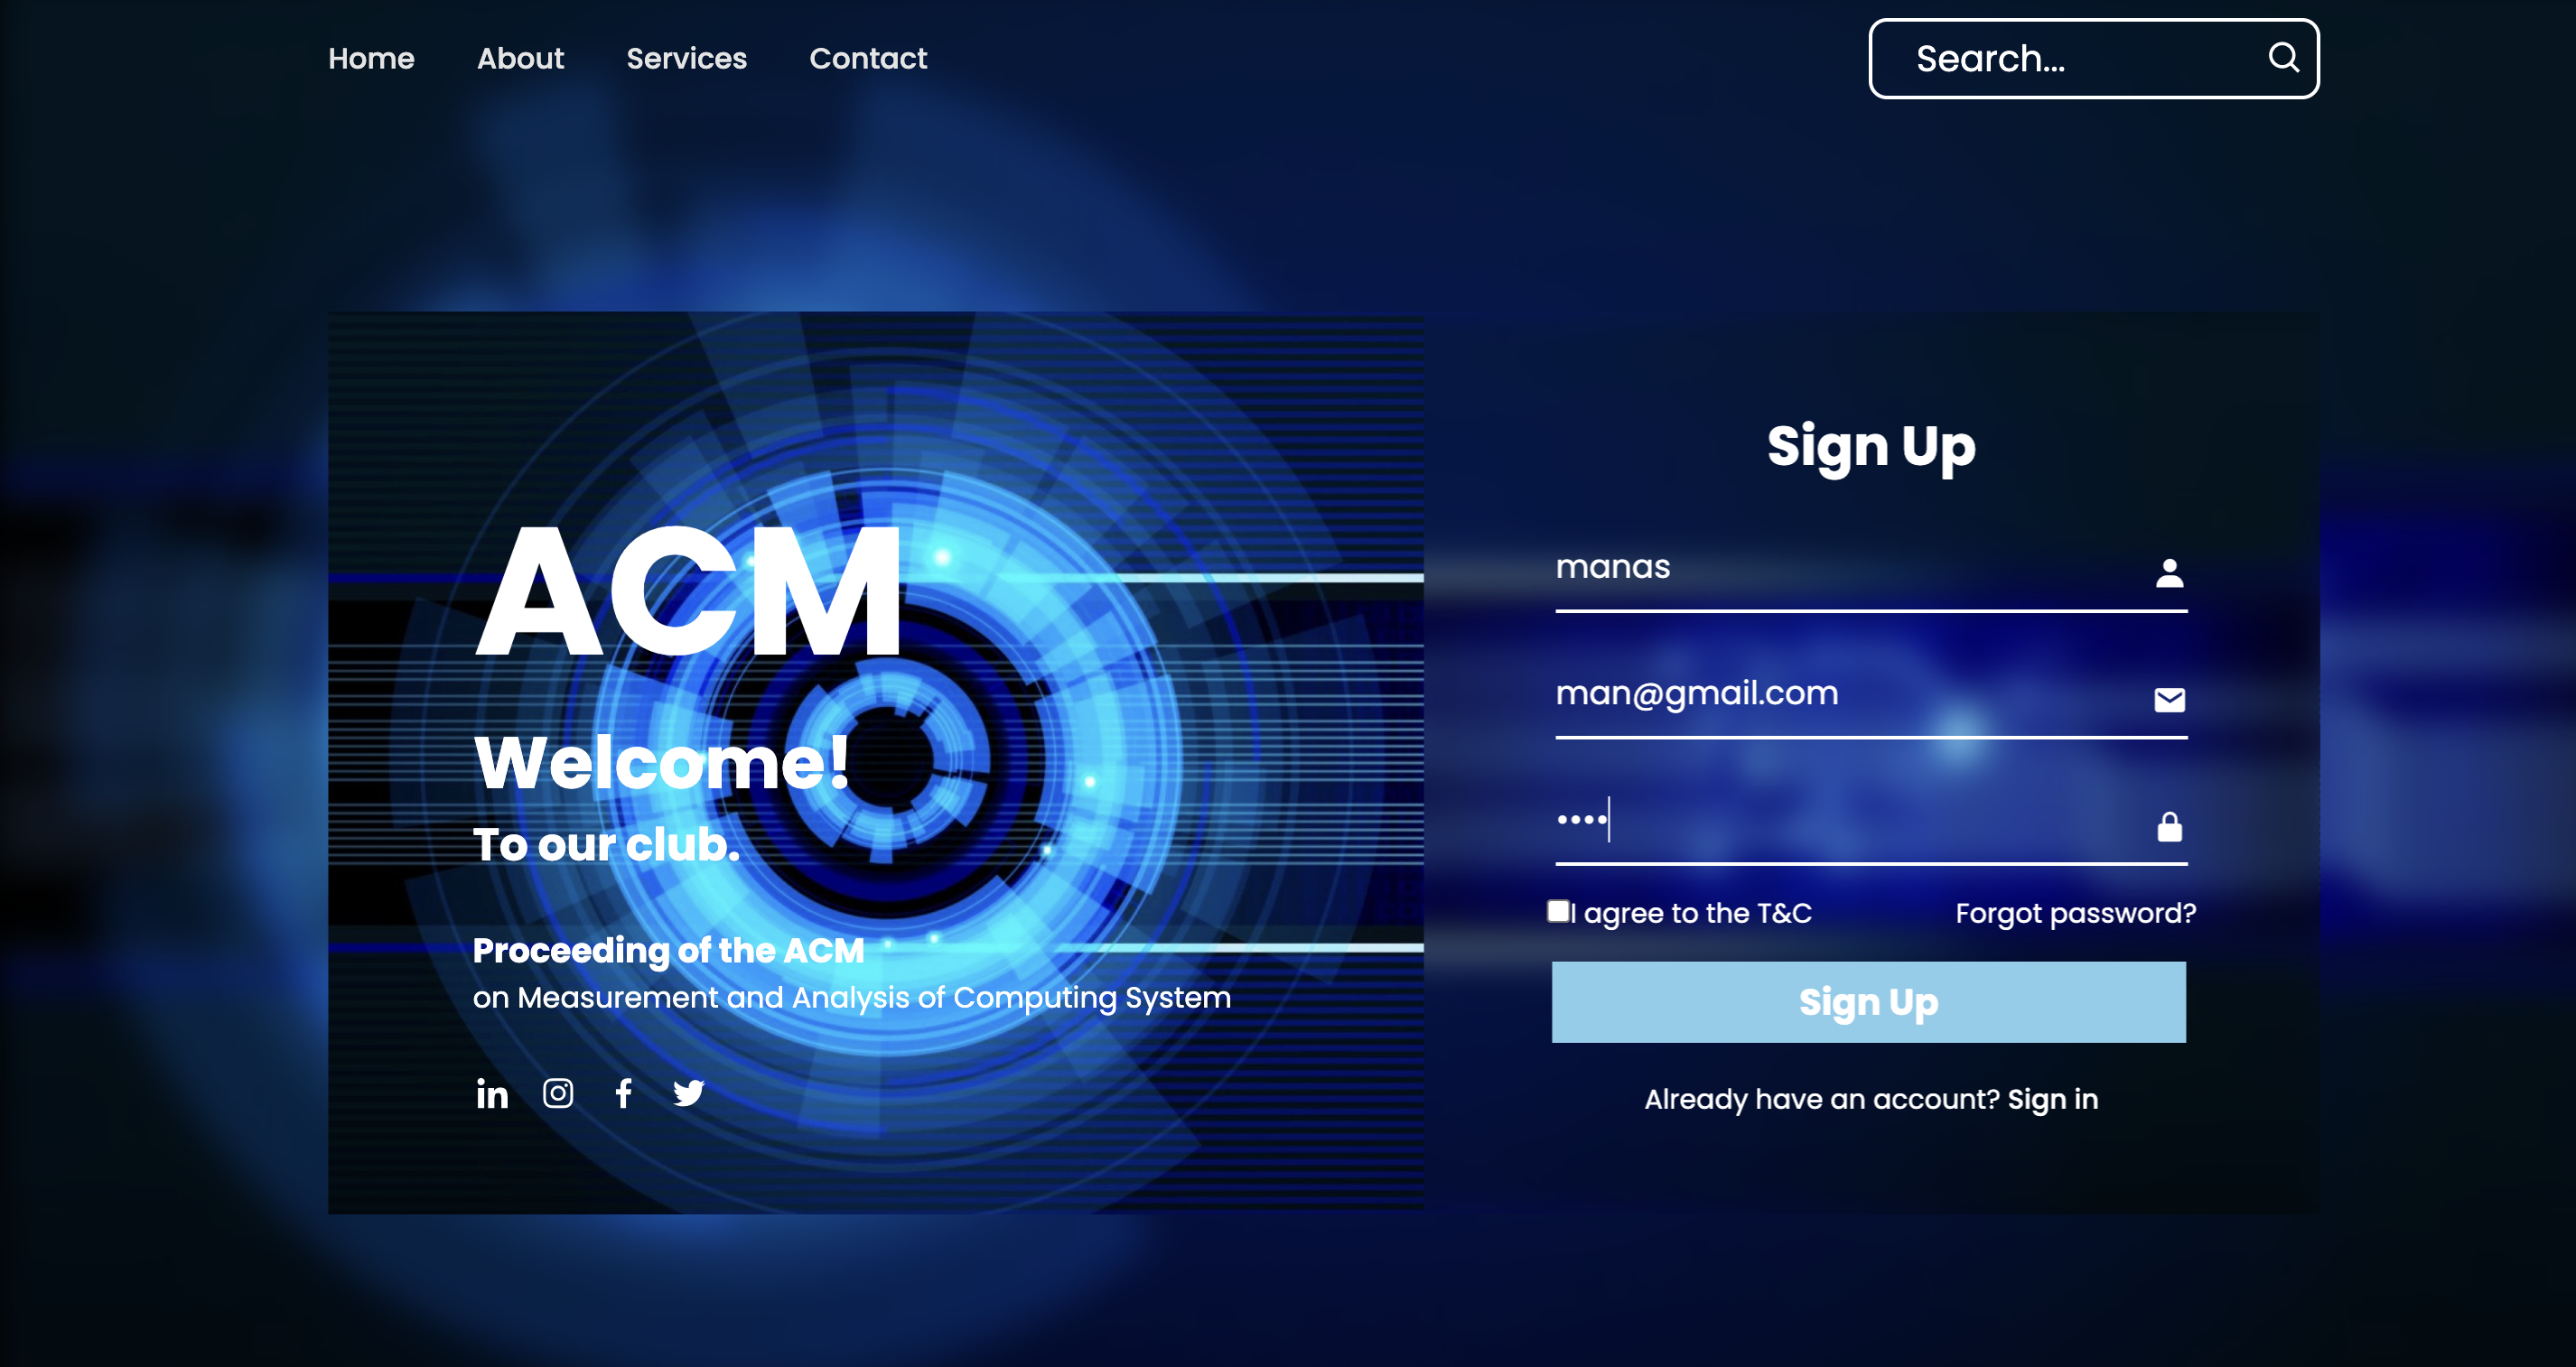 Home About Services Contact
Search...
ACM
Welcome!
To our club.
Proceeding of the ACM
on Measurement and Analysis of Computing System
Sign Up
manas
man@gmail.com
••••
I agree to the T&C Forgot password?
Sign Up
Already have an account? Sign in